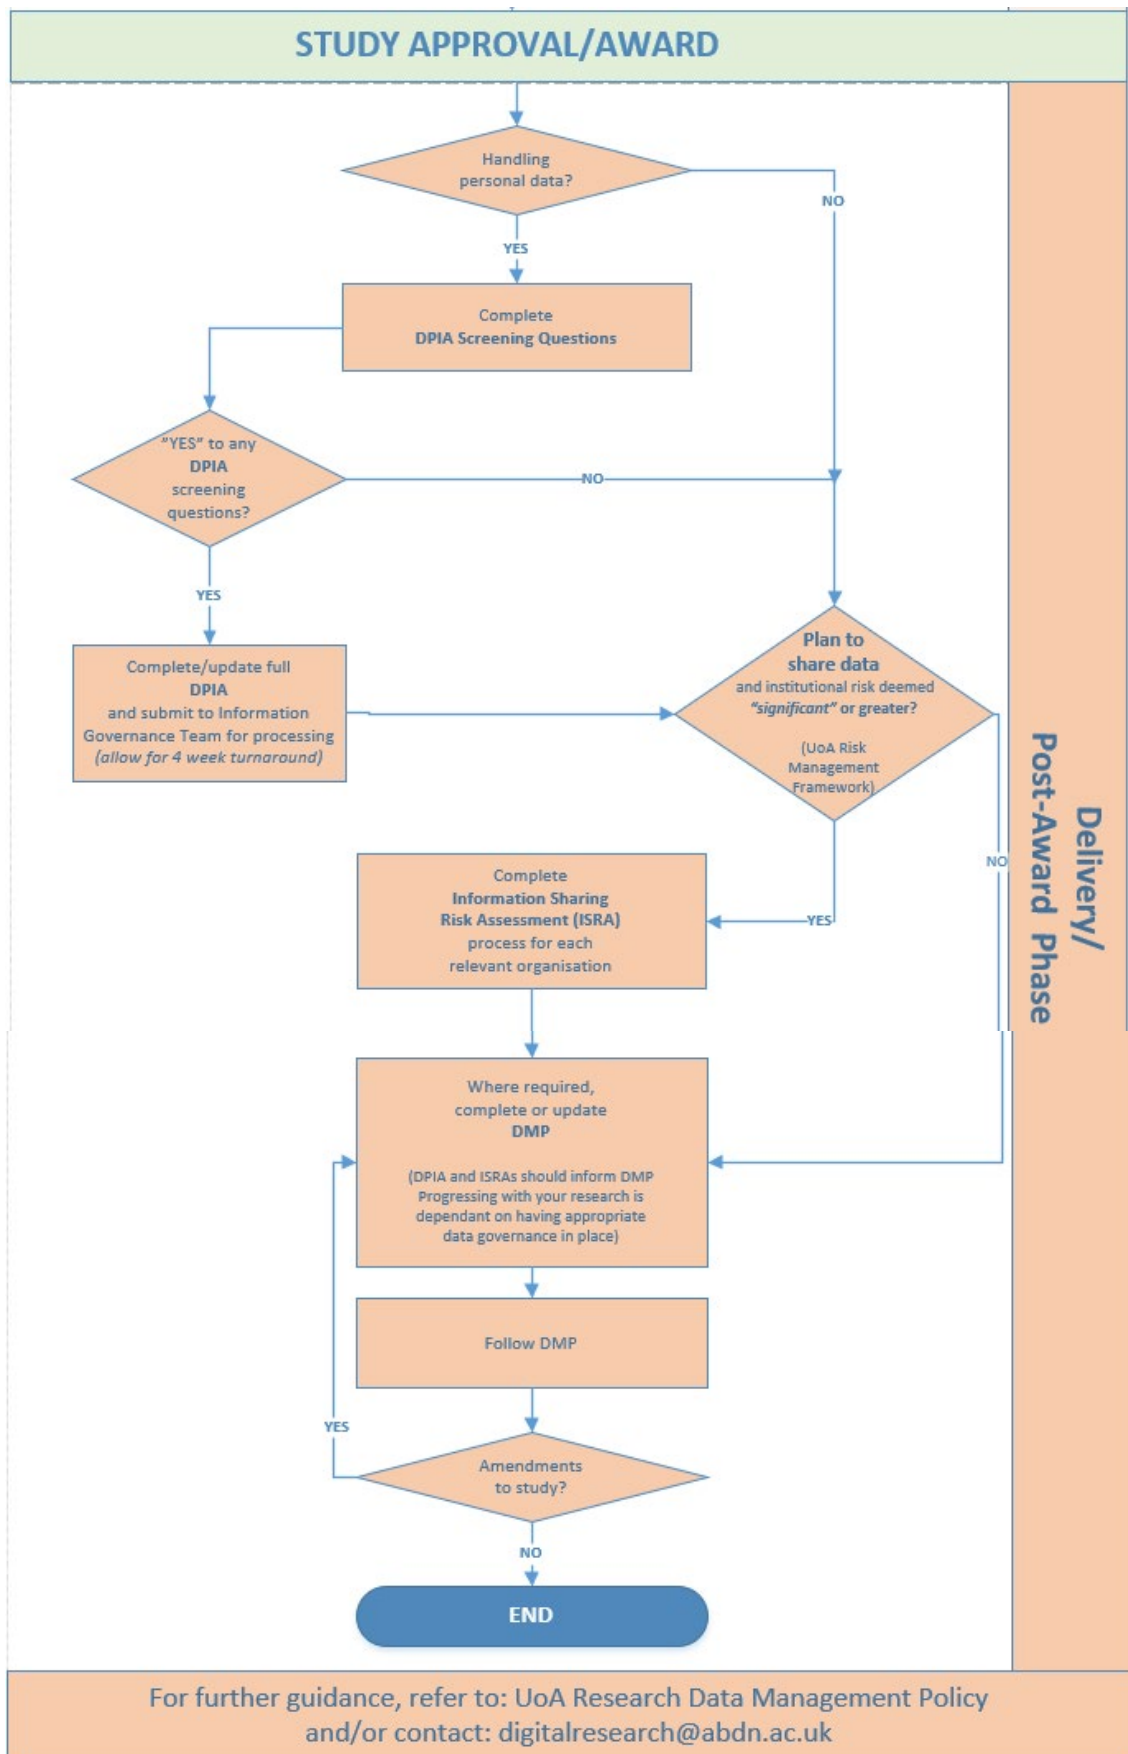 STUDY APPROVAL/AWARD
Handling
personal data?
NO
YES
Complete
DPIA Screening Questions
"YES" to any
DPIA
screening
questions?
NO
YES
Complete/update full
DPIA
and submit to Information
Governance Team for processing
(allow for 4 week turnaround)
Plan to
share data
and institutional risk deemed
"significant" or greater?
(UoA Risk
Management
Framework)
NO
YES
Complete
Information Sharing
Risk Assessment (ISRA)
process for each
relevant organisation
Delivery/
Post-Award Phase
Where required,
complete or update
DMP
(DPIA and ISRAs should inform DMP
Progressing with your research is
dependant on having appropriate
data governance in place)
Follow DMP
YES
Amendments
to study?
NO
END
For further guidance, refer to: UoA Research Data Management Policy
and/or contact: digitalresearch@abdn.ac.uk